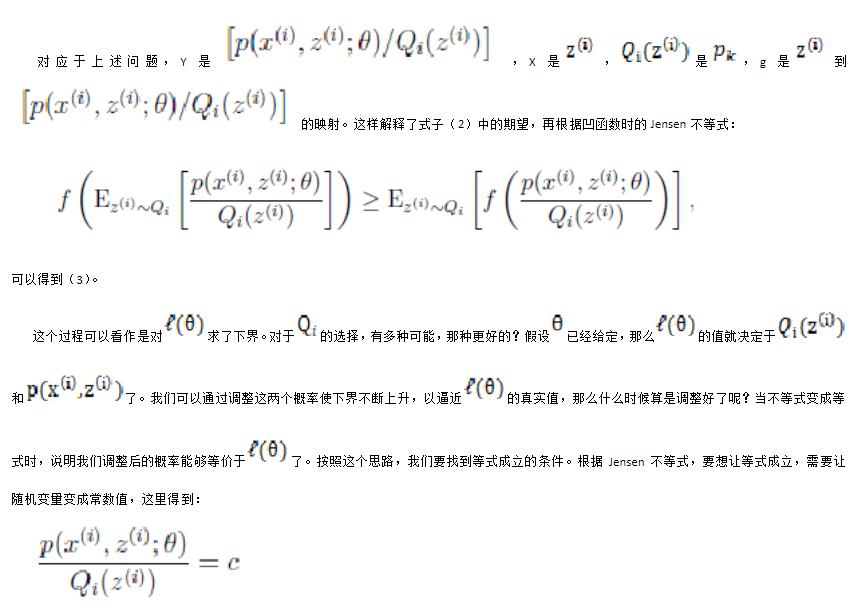 对应于上述问题，Y 是 [p(x^(i), z^(i); θ)/Q_i(z^(i))]，X 是 z^(i)，Q_i(z^(i)) 是 p_ik，g 是 z^(i) 到
[p(x^(i), z^(i); θ)/Q_i(z^(i))] 的映射。这样解释了式子（2）中的期望，再根据凹函数时的 Jensen 不等式：
f(E_{z^(i)∼Q_i}[p(x^(i), z^(i); θ)/Q_i(z^(i))]) ≥ E_{z^(i)∼Q_i}[f(p(x^(i), z^(i); θ)/Q_i(z^(i)))],
可以得到（3）。
这个过程可以看作是对 ℓ(θ) 求了下界。对于 Q_i 的选择，有多种可能，那种更好的？假设 θ 已经给定，那么 ℓ(θ) 的值就决定于 Q_i(z^(i))
和 p(x^(i), z^(i)) 了。我们可以通过调整这两个概率使下界不断上升，以逼近 ℓ(θ) 的真实值，那么什么时候算是调整好了呢？当不等式变成等
式时，说明我们调整后的概率能够等价于 ℓ(θ) 了。按照这个思路，我们要找到等式成立的条件。根据 Jensen 不等式，要想让等式成立，需要让
随机变量变成常数值，这里得到：
p(x^(i), z^(i); θ)/Q_i(z^(i)) = c